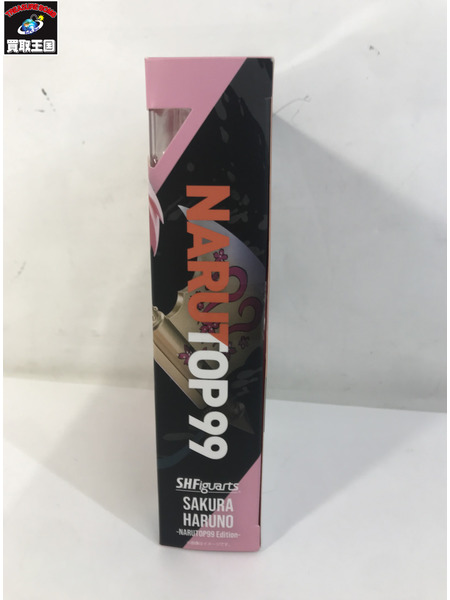 買取王国
NARUTOP99
S.H.Figuarts
SAKURA
HARUNO
-NARUTOP99 Edition-